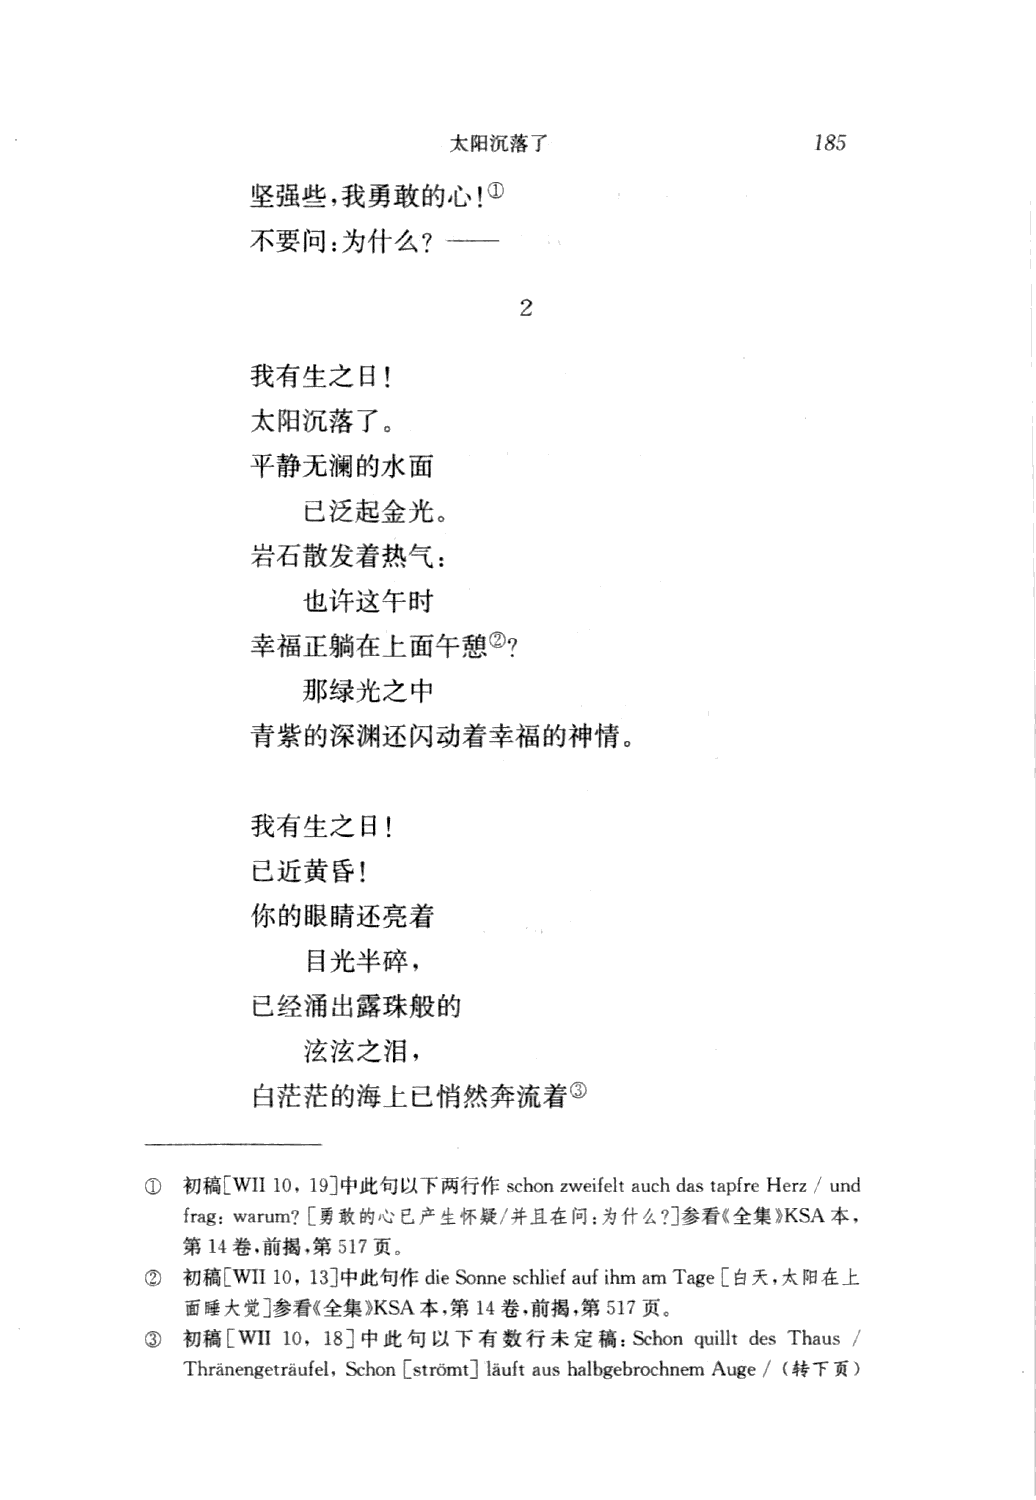 太阳沉落了 185
坚强些，我勇敢的心！①
不要问：为什么？——
2
我有生之日！
太阳沉落了。
平静无澜的水面
已泛起金光。
岩石散发着热气：
也许这午时
幸福正躺在上面午憩②？
那绿光之中
青紫的深渊还闪动着幸福的神情。
我有生之日！
已近黄昏！
你的眼睛还亮着
目光半碎，
已经涌出露珠般的
泫泫之泪，
白茫茫的海上已悄然奔流着③
① 初稿[WII 10，19]中此句以下两行作 schon zweifelt auch das tapfre Herz / und
frag：warum？[勇敢的心已产生怀疑/并且在问：为什么？]参看《全集》KSA 本，
第 14 卷，前揭，第 517 页。
② 初稿[WII 10，13]中此句作 die Sonne schlief auf ihm am Tage [白天，太阳在上
面睡大觉]参看《全集》KSA 本，第 14 卷，前揭，第 517 页。
③ 初稿[WII 10，18]中此句以下有数行未定稿：Schon quillt des Thaus /
Thränengeträufel，Schon [strömt] läuft aus halbgebrochnem Auge /（转下页）